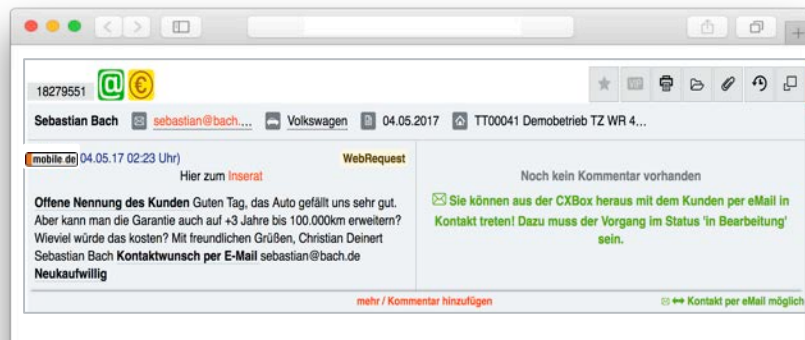 18279551 @ €
VIP
Sebastian Bach sebastian@bach.... Volkswagen 04.05.2017 TT00041 Demobetrieb TZ WR 4...
mobile.de 04.05.17 02:23 Uhr) WebRequest
Hier zum Inserat
Offene Nennung des Kunden Guten Tag, das Auto gefällt uns sehr gut.
Aber kann man die Garantie auch auf +3 Jahre bis 100.000km erweitern?
Wieviel würde das kosten? Mit freundlichen Grüßen, Christian Deinert
Sebastian Bach Kontaktwunsch per E-Mail sebastian@bach.de
Neukaufwillig
Noch kein Kommentar vorhanden
Sie können aus der CXBox heraus mit dem Kunden per eMail in
Kontakt treten! Dazu muss der Vorgang im Status 'in Bearbeitung'
sein.
mehr / Kommentar hinzufügen
Kontakt per eMail möglich